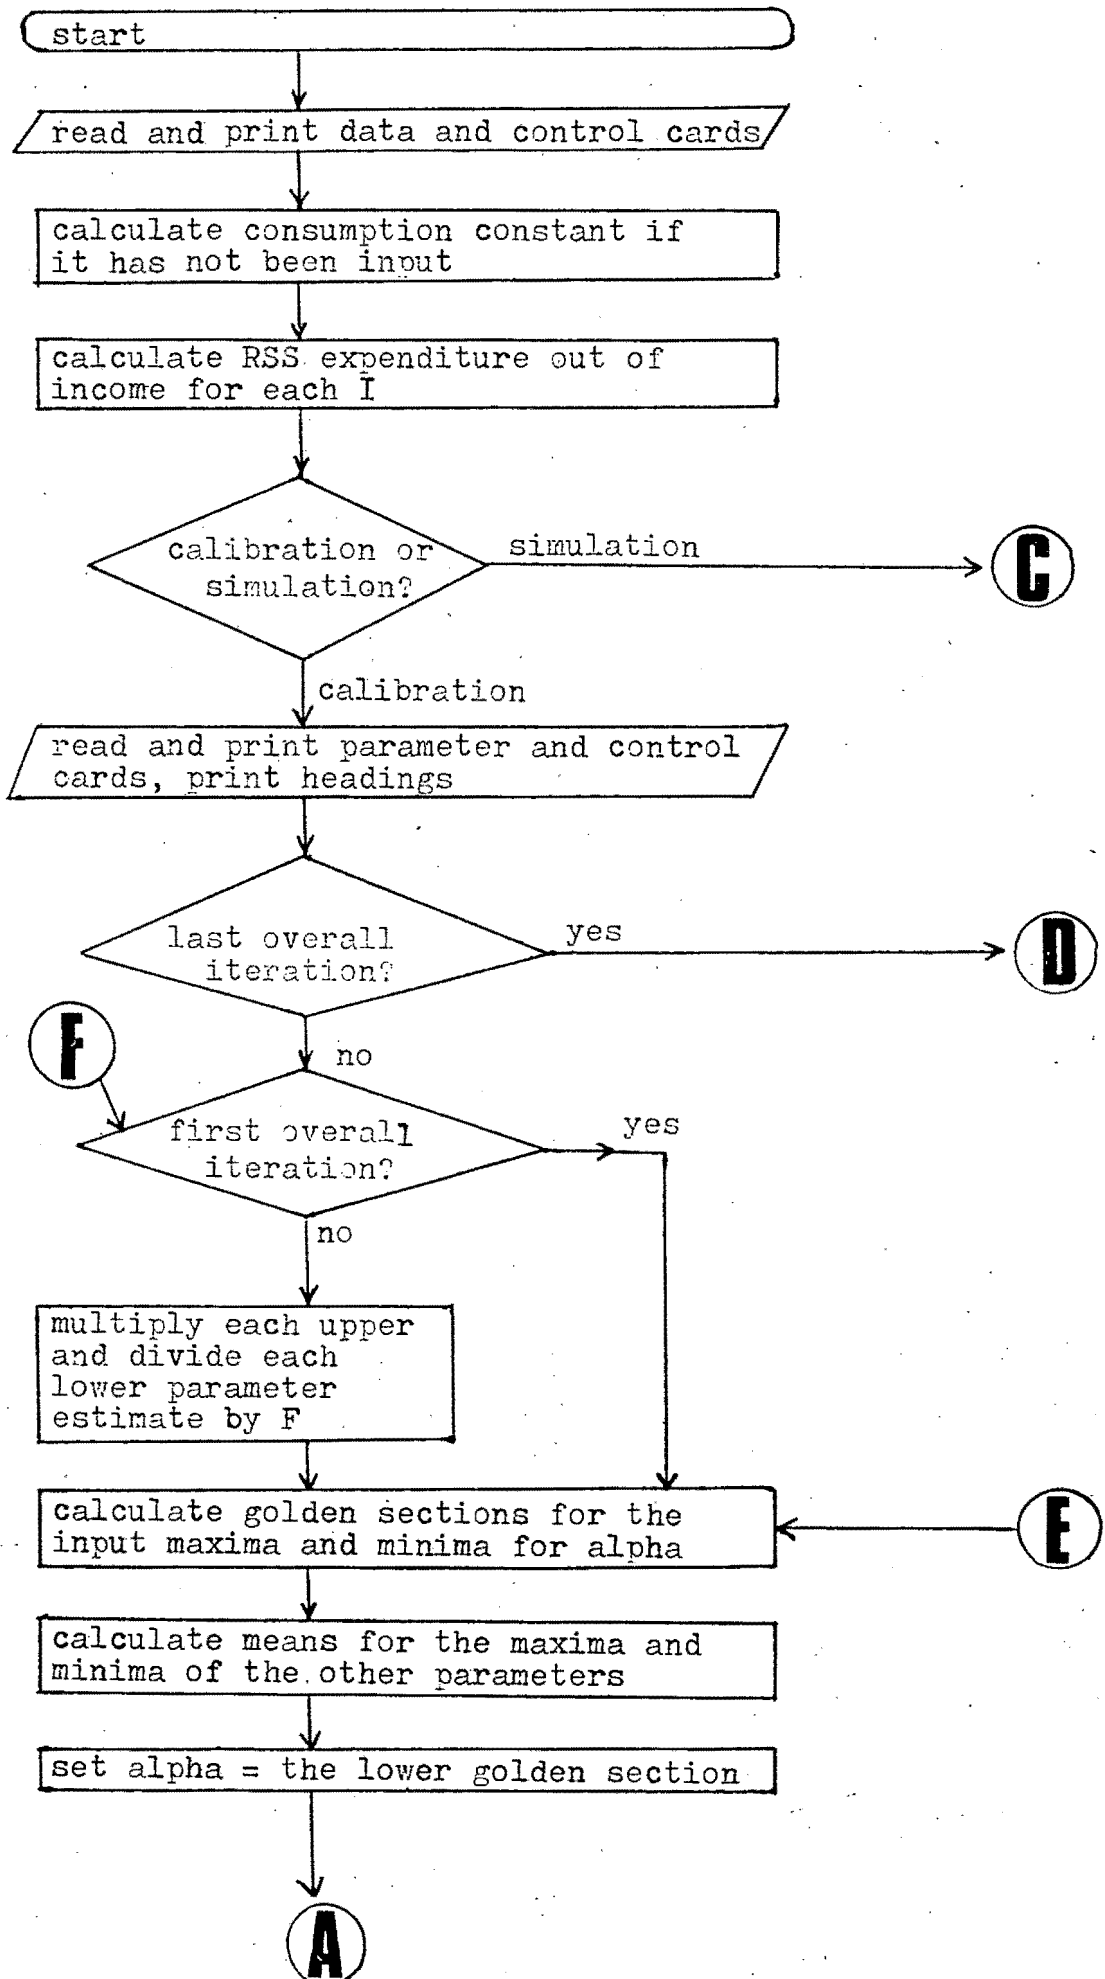 start
read and print data and control cards
calculate consumption constant if
it has not been input
calculate RSS expenditure out of
income for each I
calibration or
simulation?
simulation
C
calibration
read and print parameter and control
cards, print headings
last overall
iteration?
yes
D
F
no
first overall
iteration?
yes
no
multiply each upper
and divide each
lower parameter
estimate by F
calculate golden sections for the
input maxima and minima for alpha
E
calculate means for the maxima and
minima of the other parameters
set alpha = the lower golden section
A